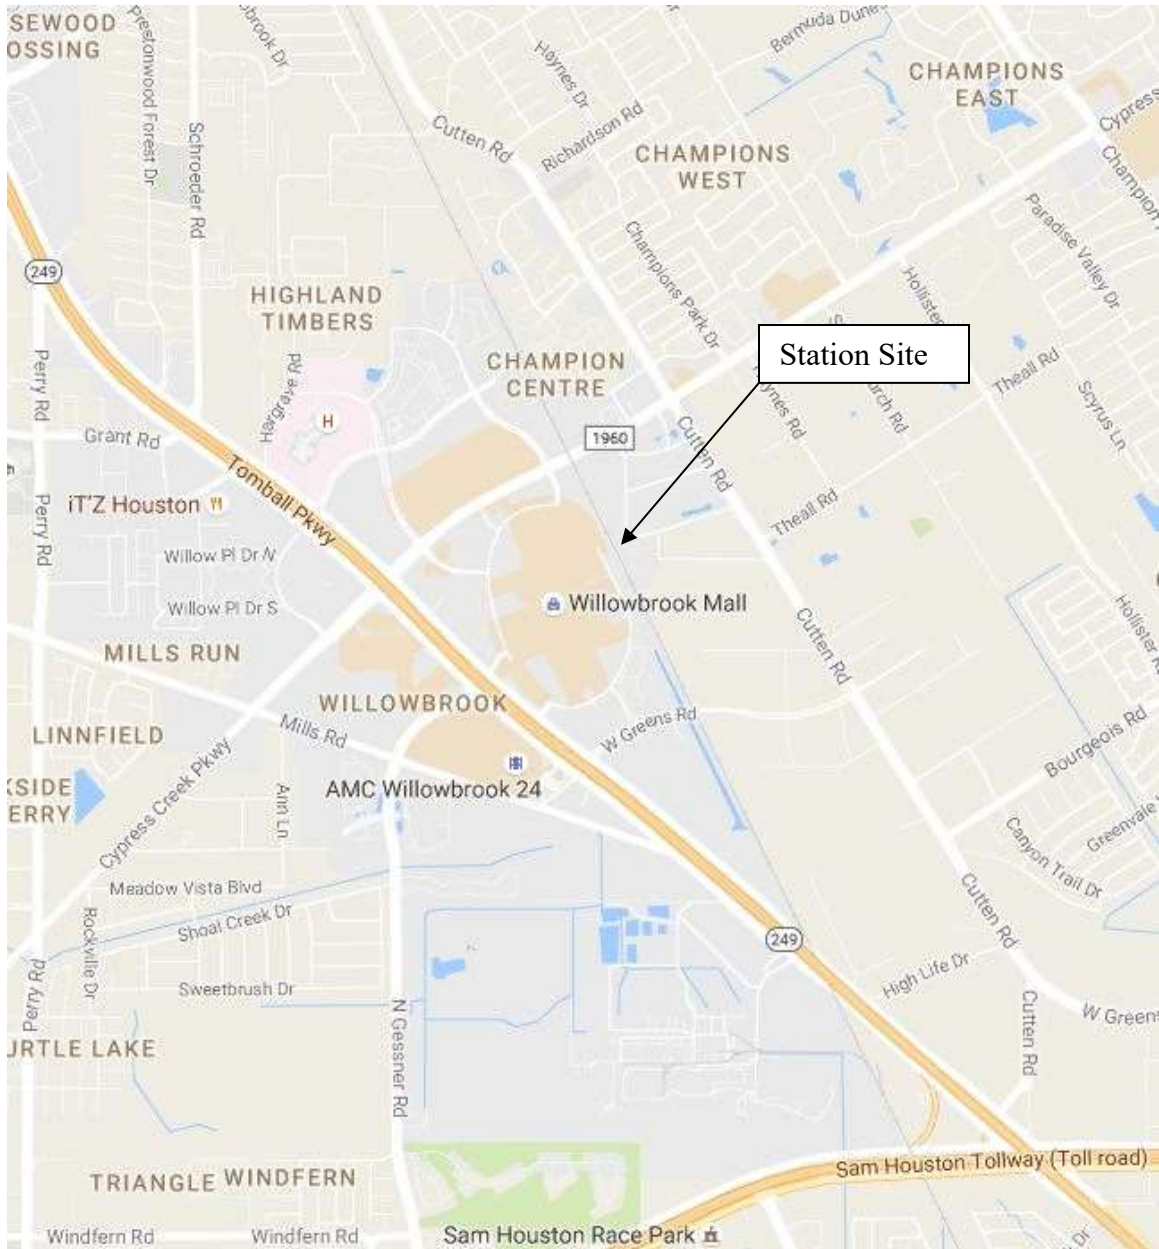 SEWOOD
OSSING
Prestonwood Forest Dr
brook Dr
Schroeder Rd
Haynes Dr
Bermuda Dunes
CHAMPIONS
EAST
Cypress
Cutten Rd
Richardson Rd
CHAMPIONS
WEST
Champion
Paradise Valley Dr
Champions Park Dr
Hollister
249
HIGHLAND
TIMBERS
Station Site
CHAMPION
CENTRE
Theall Rd
Perry Rd
Hargrave Rd
H
Haynes Rd
urch Rd
Scyrus Ln
Grant Rd
1960
Cutten Rd
Tomball Pkwy
iT'Z Houston
Perry Rd
Theall Rd
Willow Pl Dr N
Willow Pl Dr S
Willowbrook Mall
Cutten Rd
Hollister
MILLS RUN
WILLOWBROOK
LINNFIELD
Mills Rd
W Greens Rd
Bourgeois Rd
KSIDE
ERRY
Cypress Creek Pkwy
Ann Ln
AMC Willowbrook 24
Canyon Trail Dr
Greenvale
Meadow Vista Blvd
Shoal Creek Dr
Rockville Dr
Cutten Rd
249
High Life Dr
Perry Rd
Sweetbrush Dr
N Gessner Rd
Cutten Rd
W Greens
URTLE LAKE
TRIANGLE
WINDFERN
Sam Houston Tollway (Toll road)
Windfern Rd
Windfern Rd
Sam Houston Race Park
Dr